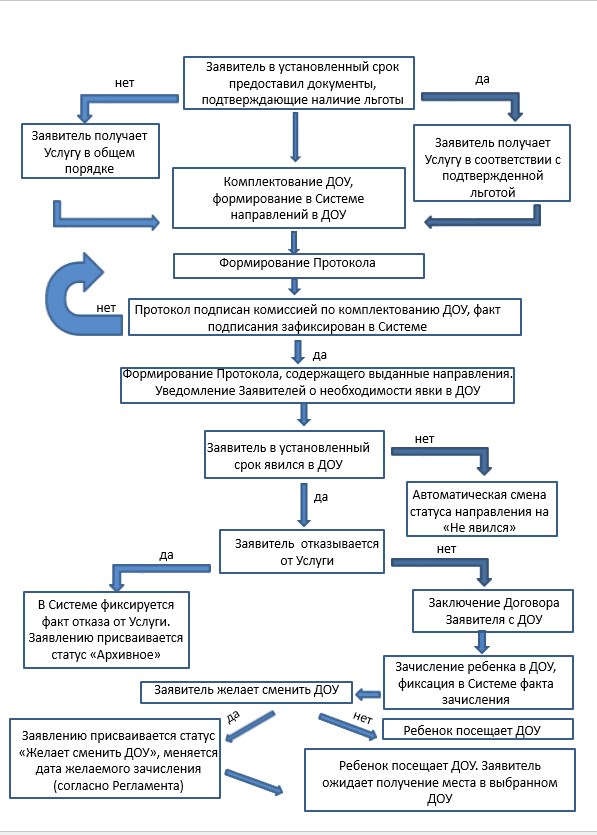 Заявитель в установленный срок
предоставил документы,
подтверждающие наличие льготы
нет
да
Заявитель получает
Услугу в общем
порядке
Заявитель получает
Услугу в соответствии с
подтвержденной
льготой
Комплектование ДОУ,
формирование в Системе
направлений в ДОУ
Формирование Протокола
нет
Протокол подписан комиссией по комплектованию ДОУ, факт
подписания зафиксирован в Системе
да
Формирование Протокола, содержащего выданные направления.
Уведомление Заявителей о необходимости явки в ДОУ
Заявитель в установленный
срок явился в ДОУ
нет
да
Автоматическая смена
статуса направления на
«Не явился»
Заявитель отказывается
от Услуги
да
нет
В Системе фиксируется
факт отказа от Услуги.
Заявлению присваивается
статус «Архивное»
Заключение Договора
Заявителя с ДОУ
Зачисление ребенка в ДОУ,
фиксация в Системе факта
зачисления
Заявитель желает сменить ДОУ
да
нет
Ребенок посещает ДОУ
Заявлению присваивается статус
«Желает сменить ДОУ», меняется
дата желаемого зачисления
(согласно Регламента)
Ребенок посещает ДОУ. Заявитель
ожидает получение места в выбранном
ДОУ